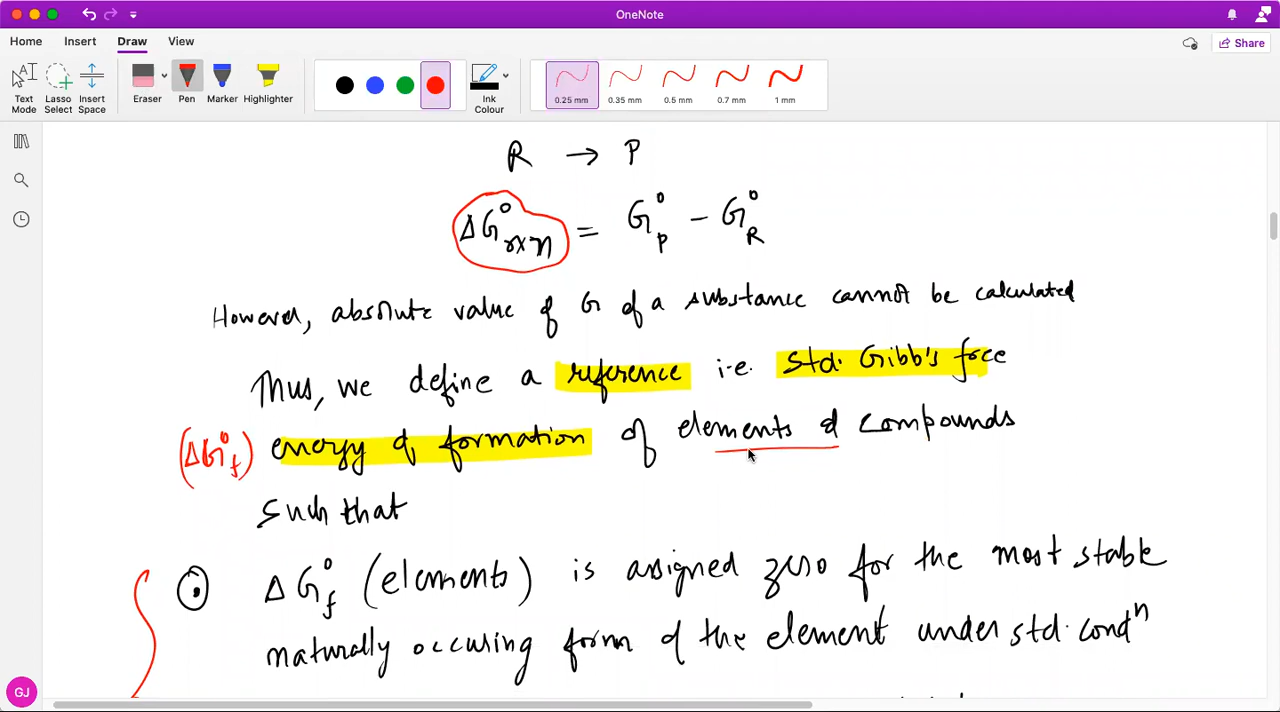 OneNote
Home Insert Draw View
Share
Text Mode
Lasso Select
Insert Space
Eraser
Pen
Marker
Highlighter
Ink Colour
0.25 mm
0.35 mm
0.5 mm
0.7 mm
1 mm
R → P
ΔG°rxn = G°P − G°R
However, absolute value of G of a substance cannot be calculated
Thus, we define a reference i.e. Std. Gibb's free
(ΔG°f) energy of formation of elements & compounds
such that
ΔG°f (elements) is assigned zero for the most stable
naturally occuring form of the element under std. condⁿ
GJ